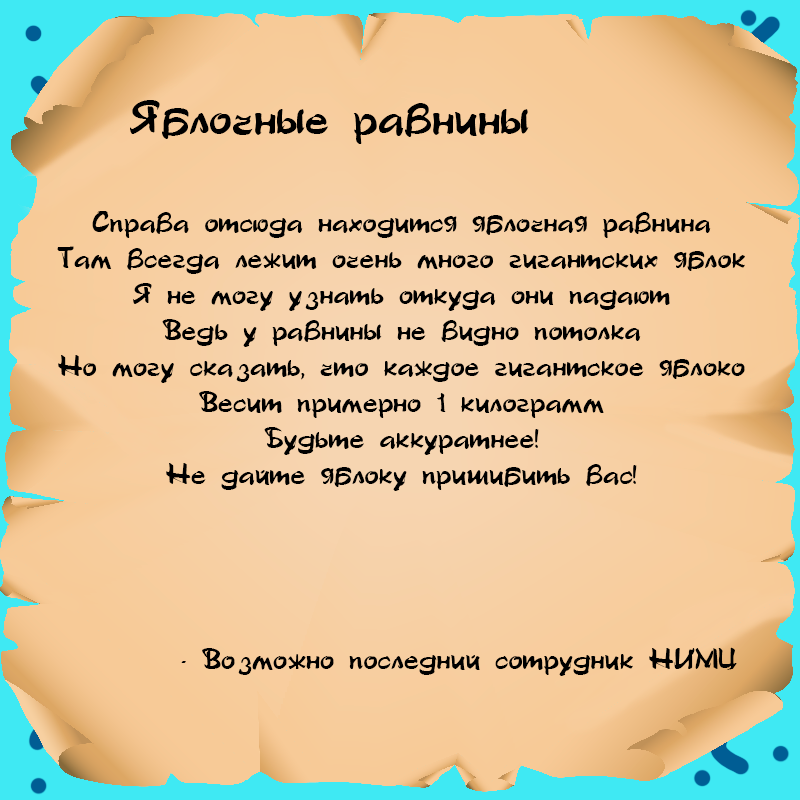 Яблочные равнины
Справа отсюда находится яблочная равнина
Там всегда лежит очень много гигантских яблок
Я не могу узнать откуда они падают
Ведь у равнины не видно потолка
Но могу сказать, что каждое гигантское яблоко
Весит примерно 1 килограмм
Будьте аккуратнее!
Не дайте яблоку пришибить Вас!
- Возможно последний сотрудник НИМЦ